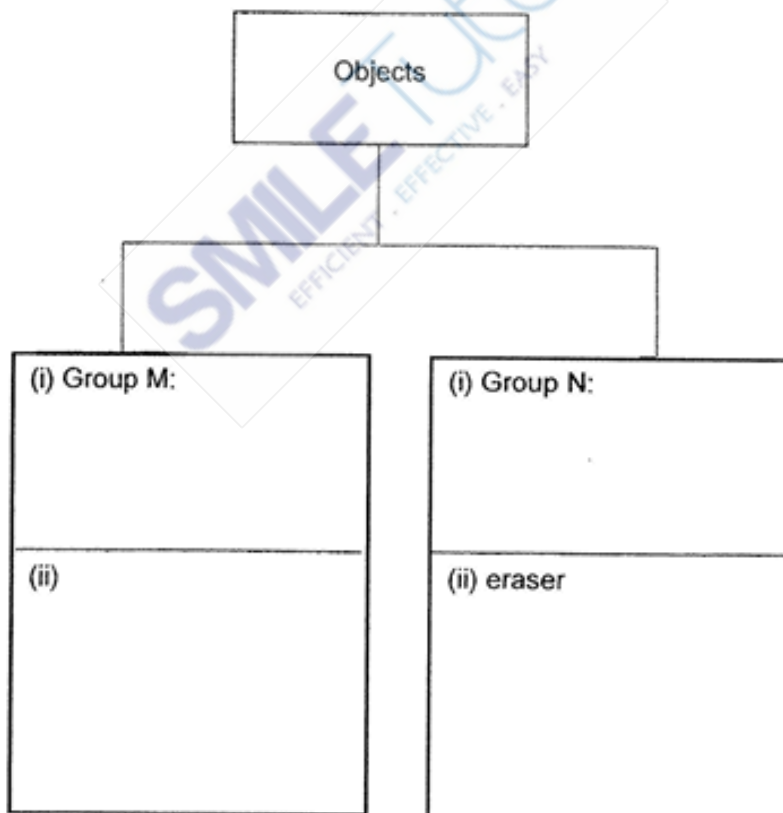 Objects
SMILE
EFFICIENT . EFFECTIVE . EASY
(i) Group M:
(i) Group N:
(ii)
(ii) eraser